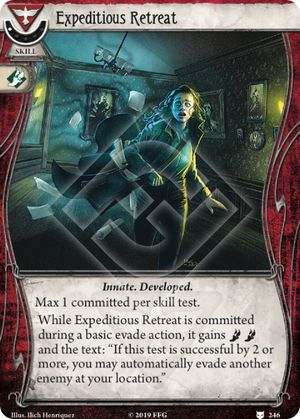 Expeditious Retreat
SKILL
Innate. Developed.
Max 1 committed per skill test.
While Expeditious Retreat is committed
during a basic evade action, it gains
and the text: “If this test is successful by 2 or
more, you may automatically evade another
enemy at your location.”
Illus. Ilich Henriquez
© 2019 FFG
246